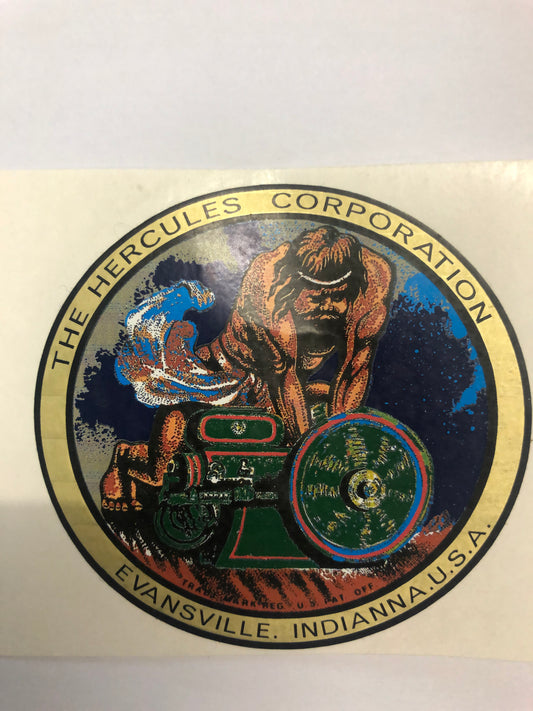 THE HERCULES CORPORATION
TRADE MARK REG. U.S. PAT. OFF
EVANSVILLE. INDIANNA.U.S.A.